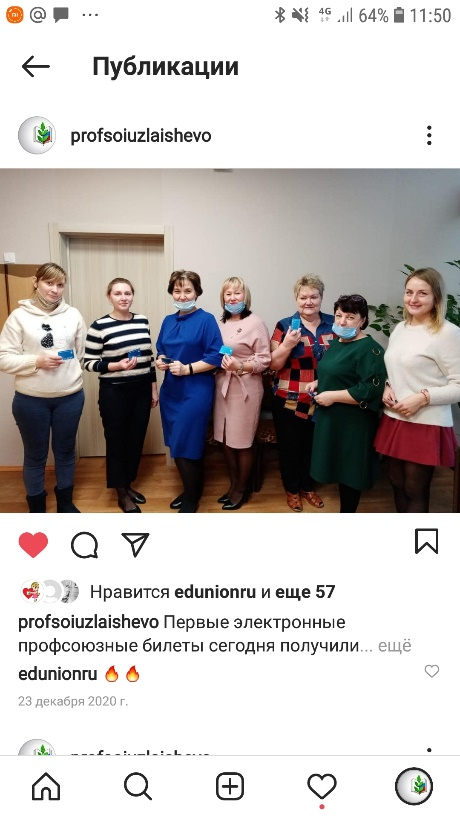 4G 64% 11:50
Публикации
profsoiuzlaishevo
Нравится edunionru и еще 57
profsoiuzlaishevo Первые электронные
профсоюзные билеты сегодня получили... ещё
edunionru 🔥🔥
23 декабря 2020 г.
profsoiuzlaishevo